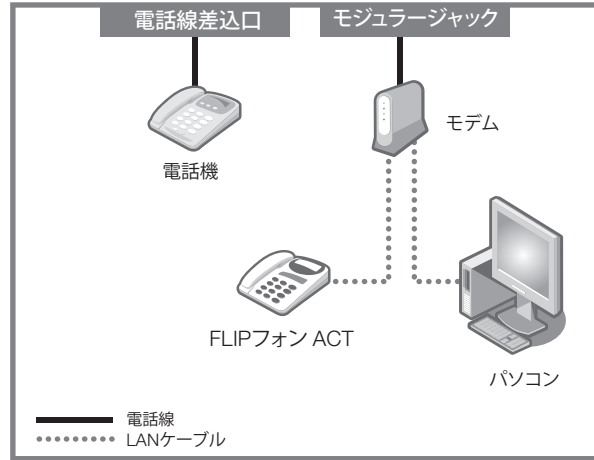 電話線差込口
モジュラージャック
モデム
電話機
FLIPフォン ACT
パソコン
電話線
LANケーブル